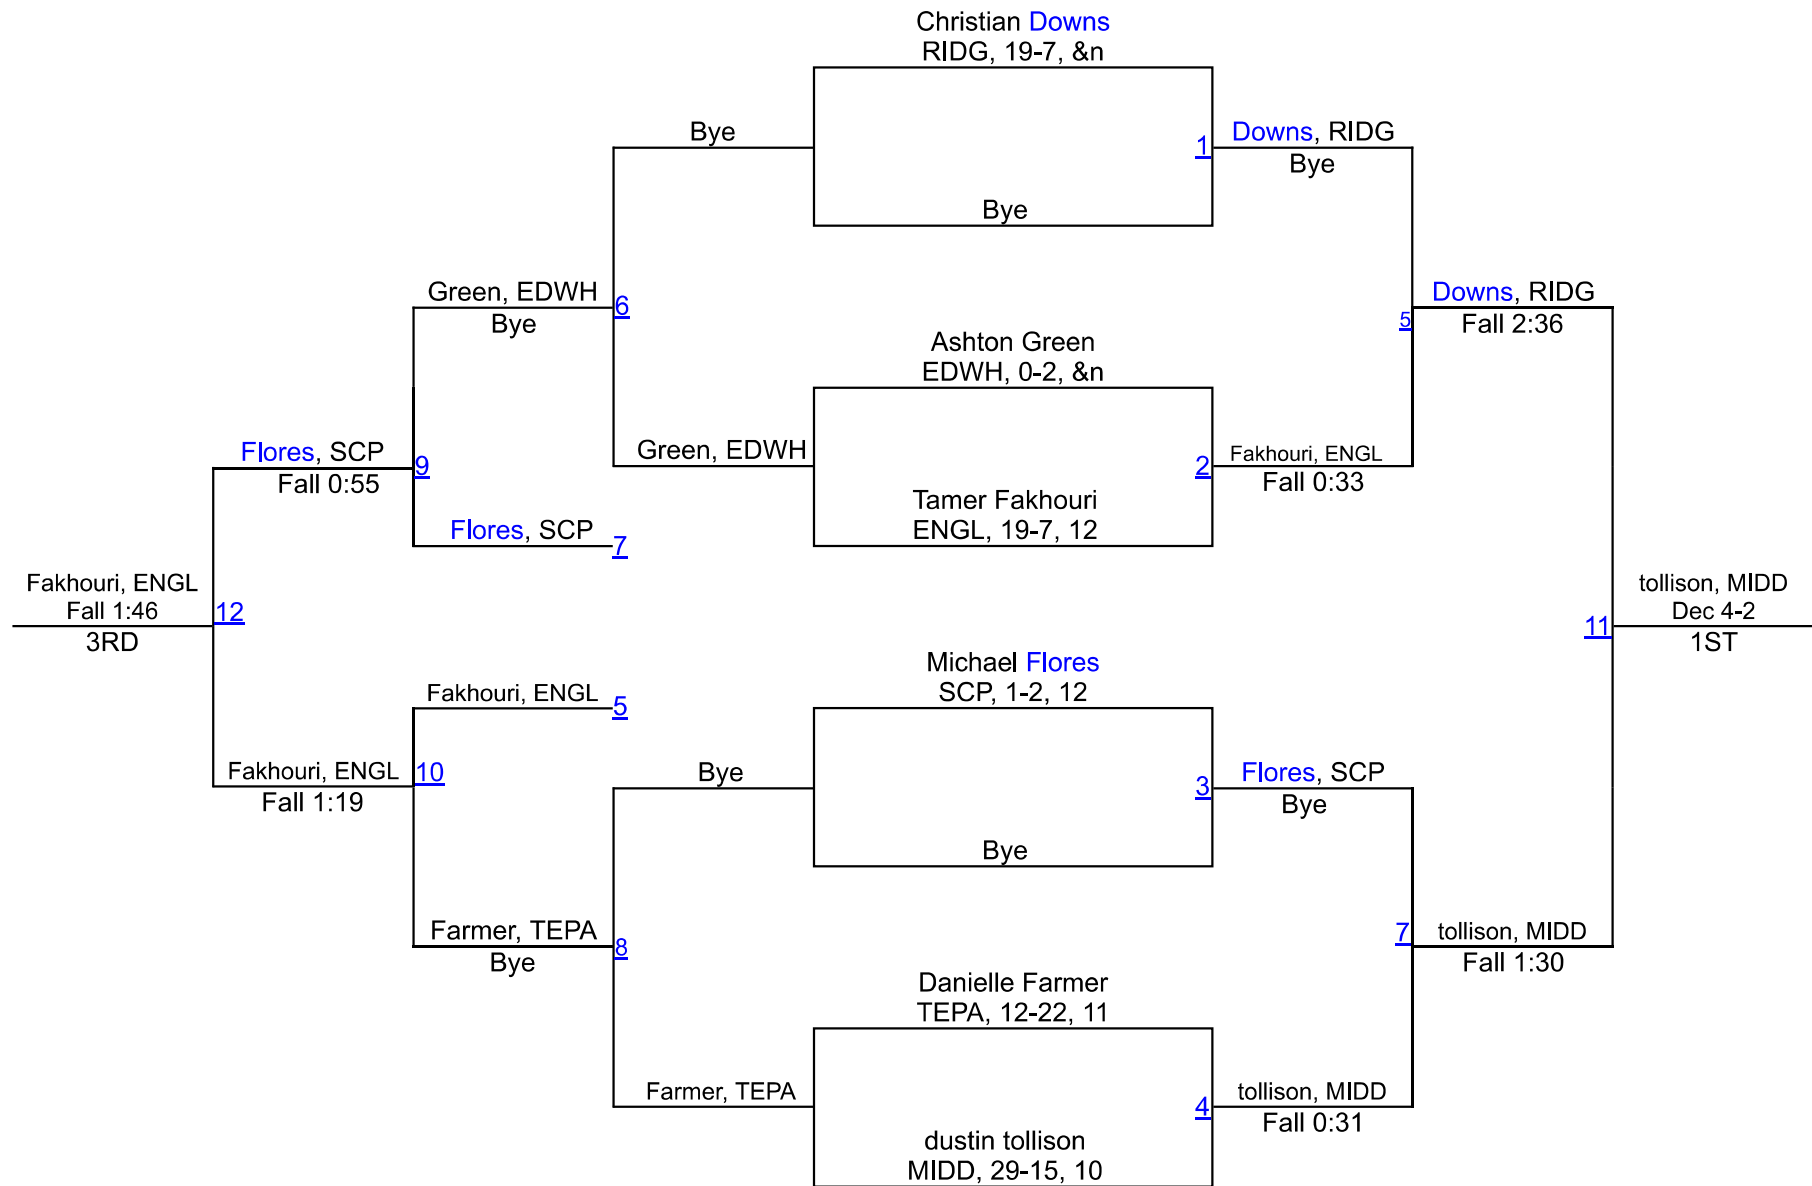 Christian Downs
RIDG, 19-7, &n
Bye
1
Downs, RIDG
Bye
Bye
Green, EDWH
Bye
6
Downs, RIDG
Fall 2:36
5
Ashton Green
EDWH, 0-2, &n
Flores, SCP
Fall 0:55
9
Green, EDWH
2
Fakhouri, ENGL
Fall 0:33
Tamer Fakhouri
ENGL, 19-7, 12
Flores, SCP
7
Fakhouri, ENGL
Fall 1:46
3RD
12
tollison, MIDD
Dec 4-2
1ST
11
Michael Flores
SCP, 1-2, 12
Fakhouri, ENGL
5
Fakhouri, ENGL
Fall 1:19
10
Bye
3
Flores, SCP
Bye
Bye
Farmer, TEPA
Bye
8
7
tollison, MIDD
Fall 1:30
Danielle Farmer
TEPA, 12-22, 11
Farmer, TEPA
4
tollison, MIDD
Fall 0:31
dustin tollison
MIDD, 29-15, 10